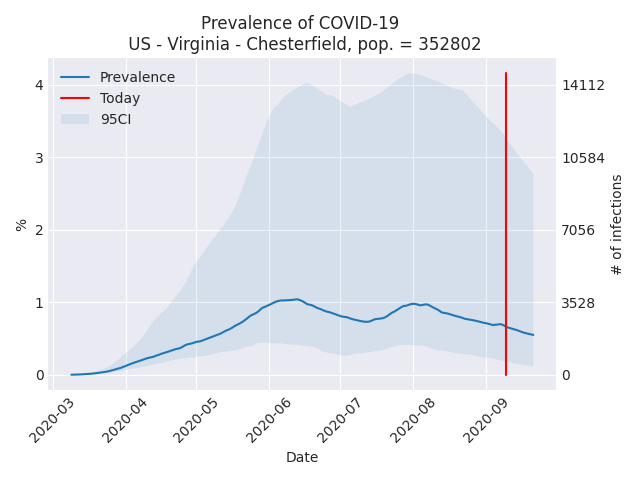 Prevalence of COVID-19
US - Virginia - Chesterfield, pop. = 352802
Prevalence
Today
95CI
4
3
2
1
0
%
14112
10584
7056
3528
0
# of infections
2020-03
2020-04
2020-05
2020-06
2020-07
2020-08
2020-09
Date